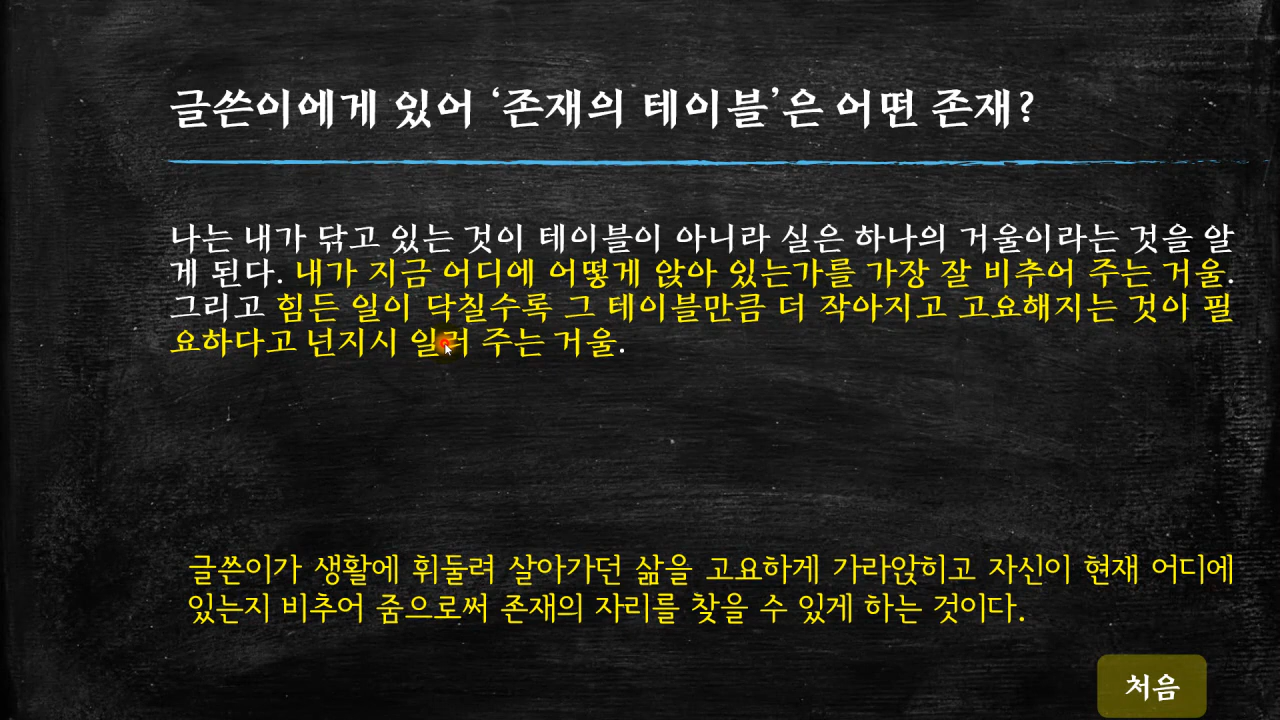 글쓴이에게 있어 ‘존재의 테이블’은 어떤 존재?
나는 내가 닦고 있는 것이 테이블이 아니라 실은 하나의 거울이라는 것을 알
게 된다. 내가 지금 어디에 어떻게 앉아 있는가를 가장 잘 비추어 주는 거울.
그리고 힘든 일이 닥칠수록 그 테이블만큼 더 작아지고 고요해지는 것이 필
요하다고 넌지시 일러 주는 거울.
글쓴이가 생활에 휘둘려 살아가던 삶을 고요하게 가라앉히고 자신이 현재 어디에
있는지 비추어 줌으로써 존재의 자리를 찾을 수 있게 하는 것이다.
처음